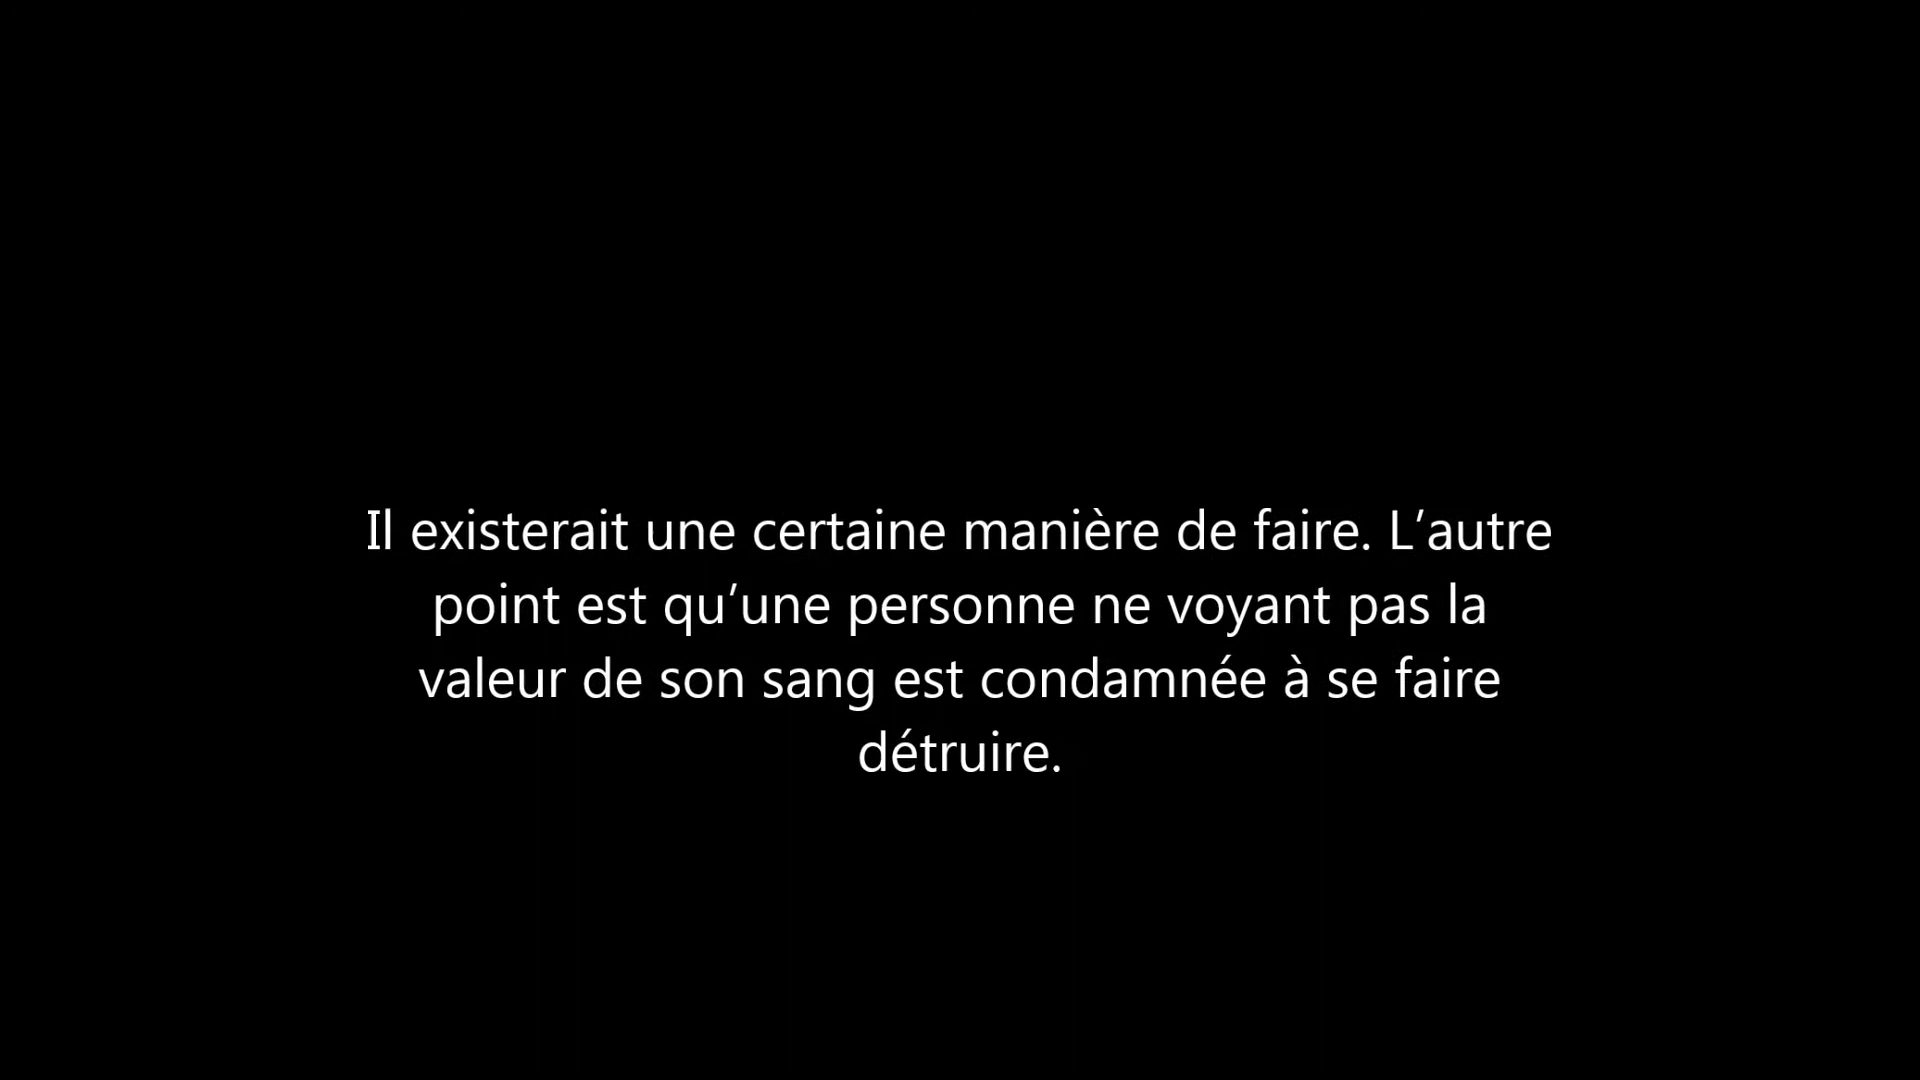 Il existerait une certaine manière de faire. L’autre
point est qu’une personne ne voyant pas la
valeur de son sang est condamnée à se faire
détruire.